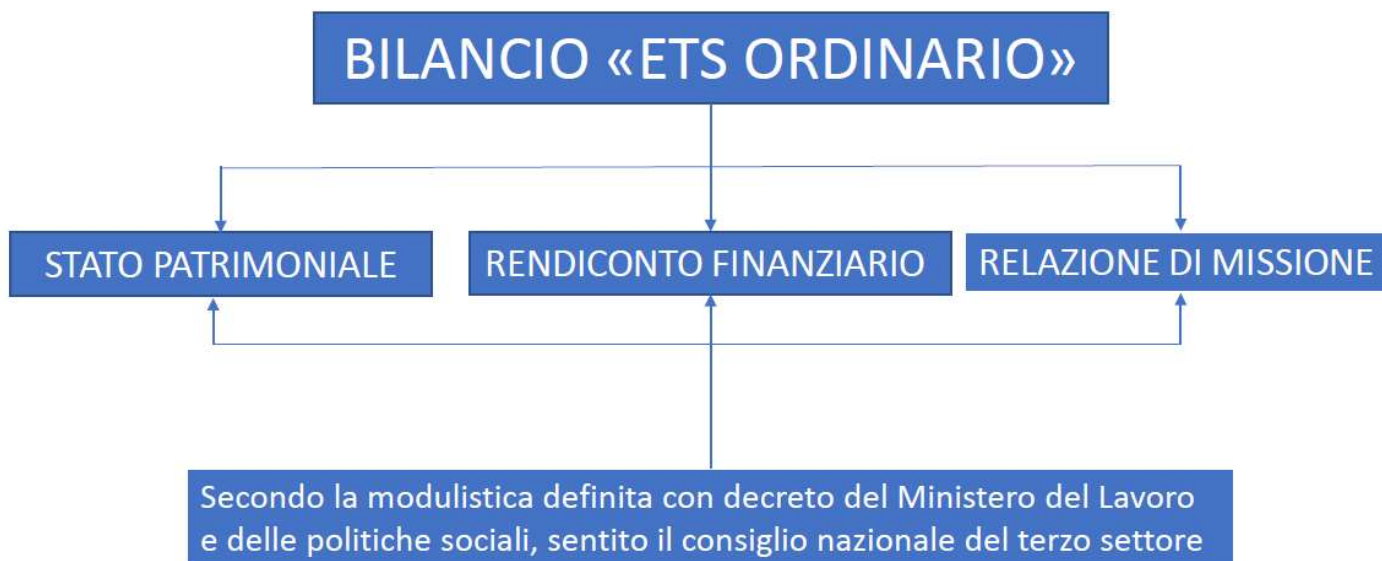 BILANCIO «ETS ORDINARIO»
STATO PATRIMONIALE
RENDICONTO FINANZIARIO
RELAZIONE DI MISSIONE
Secondo la modulistica definita con decreto del Ministero del Lavoro
e delle politiche sociali, sentito il consiglio nazionale del terzo settore